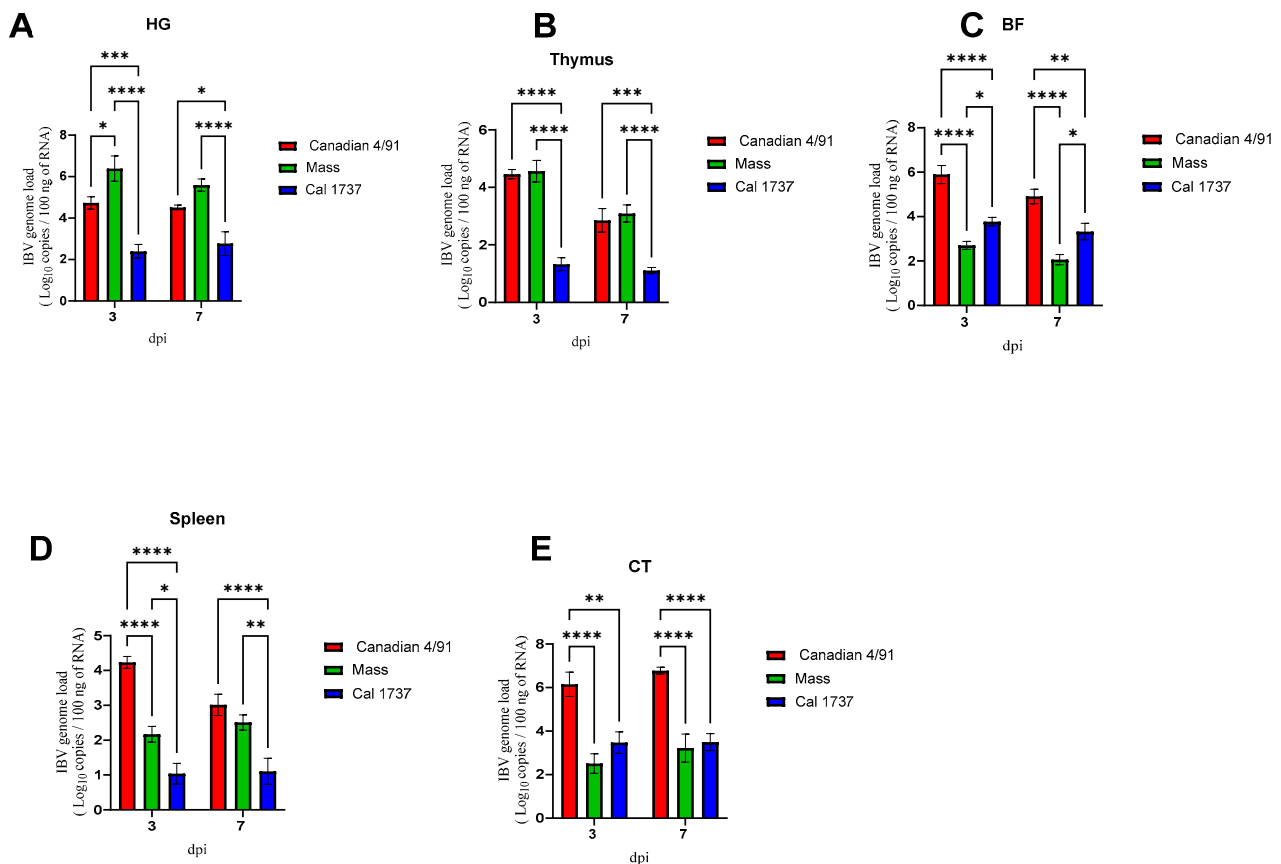 A
HG
***
****
*
*
****
8
6
4
2
0
IBV genome load
( Log10 copies / 100 ng of RNA)
3
7
dpi
Canadian 4/91
Mass
Cal 1737
B
Thymus
****
****
***
****
6
4
2
0
IBV genome load
( Log10 copies / 100 ng of RNA)
3
7
dpi
Canadian 4/91
Mass
Cal 1737
C
BF
****
*
****
**
****
*
8
6
4
2
0
IBV genome load
( Log10 copies / 100 ng of RNA)
3
7
dpi
Canadian 4/91
Mass
Cal 1737
D
Spleen
****
*
****
****
**
5
4
3
2
1
0
IBV genome load
( Log10 copies / 100 ng of RNA)
3
7
dpi
Canadian 4/91
Mass
Cal 1737
E
CT
**
****
****
****
8
6
4
2
0
IBV genome load
( Log10 copies / 100 ng of RNA)
3
7
dpi
Canadian 4/91
Mass
Cal 1737